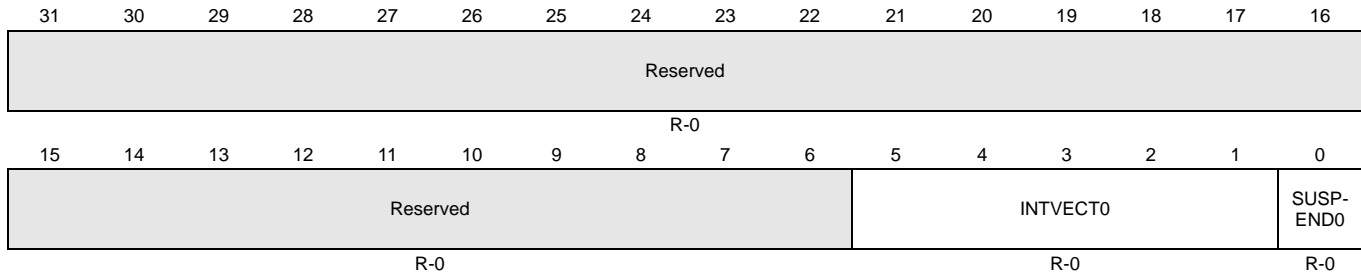 31 30 29 28 27 26 25 24 23 22 21 20 19 18 17 16
Reserved
R-0
15 14 13 12 11 10 9 8 7 6 5 4 3 2 1 0
Reserved INTVECT0 SUSP-
END0
R-0 R-0 R-0